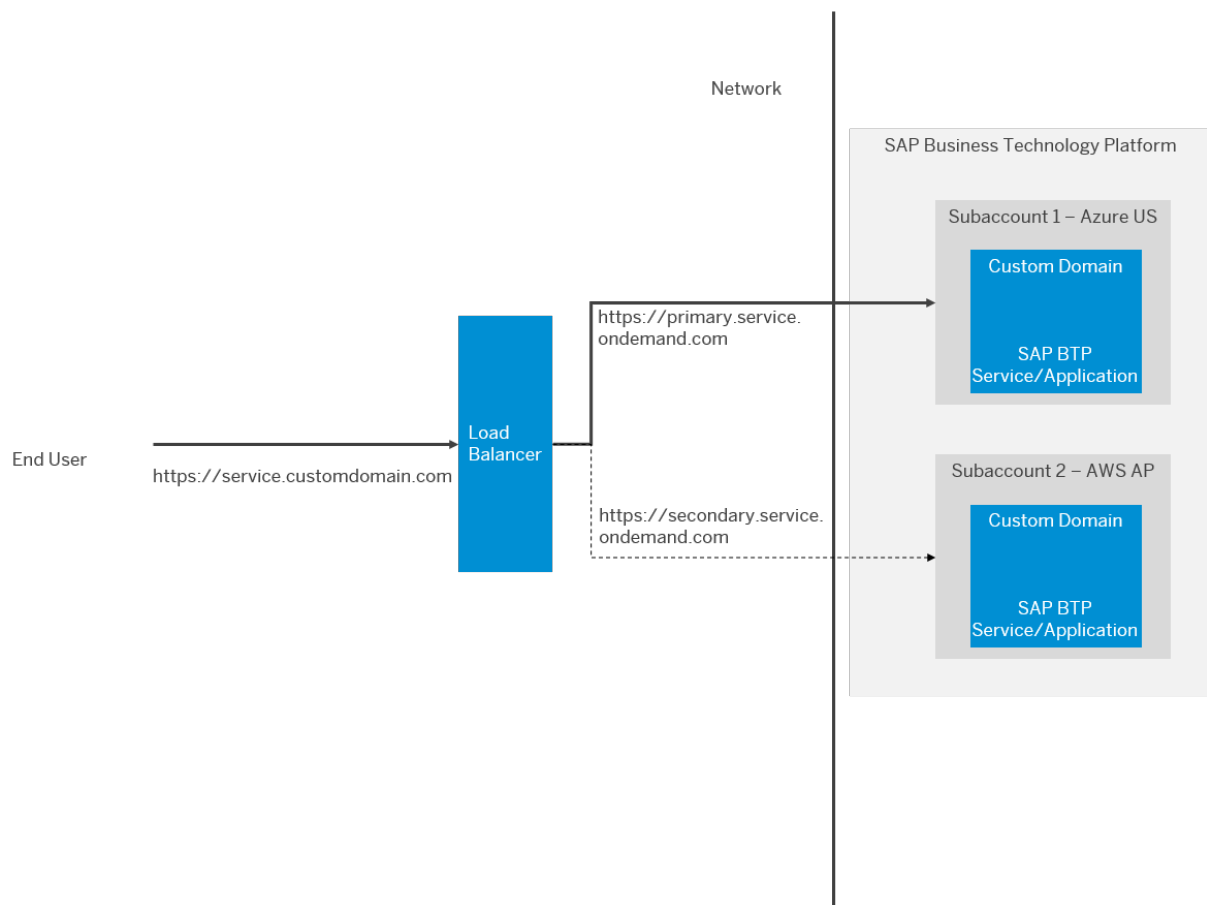 Network
SAP Business Technology Platform
Subaccount 1 – Azure US
Custom Domain
SAP BTP
Service/Application
https://primary.service.
ondemand.com
Load
Balancer
End User
https://service.customdomain.com
Subaccount 2 – AWS AP
Custom Domain
SAP BTP
Service/Application
https://secondary.service.
ondemand.com